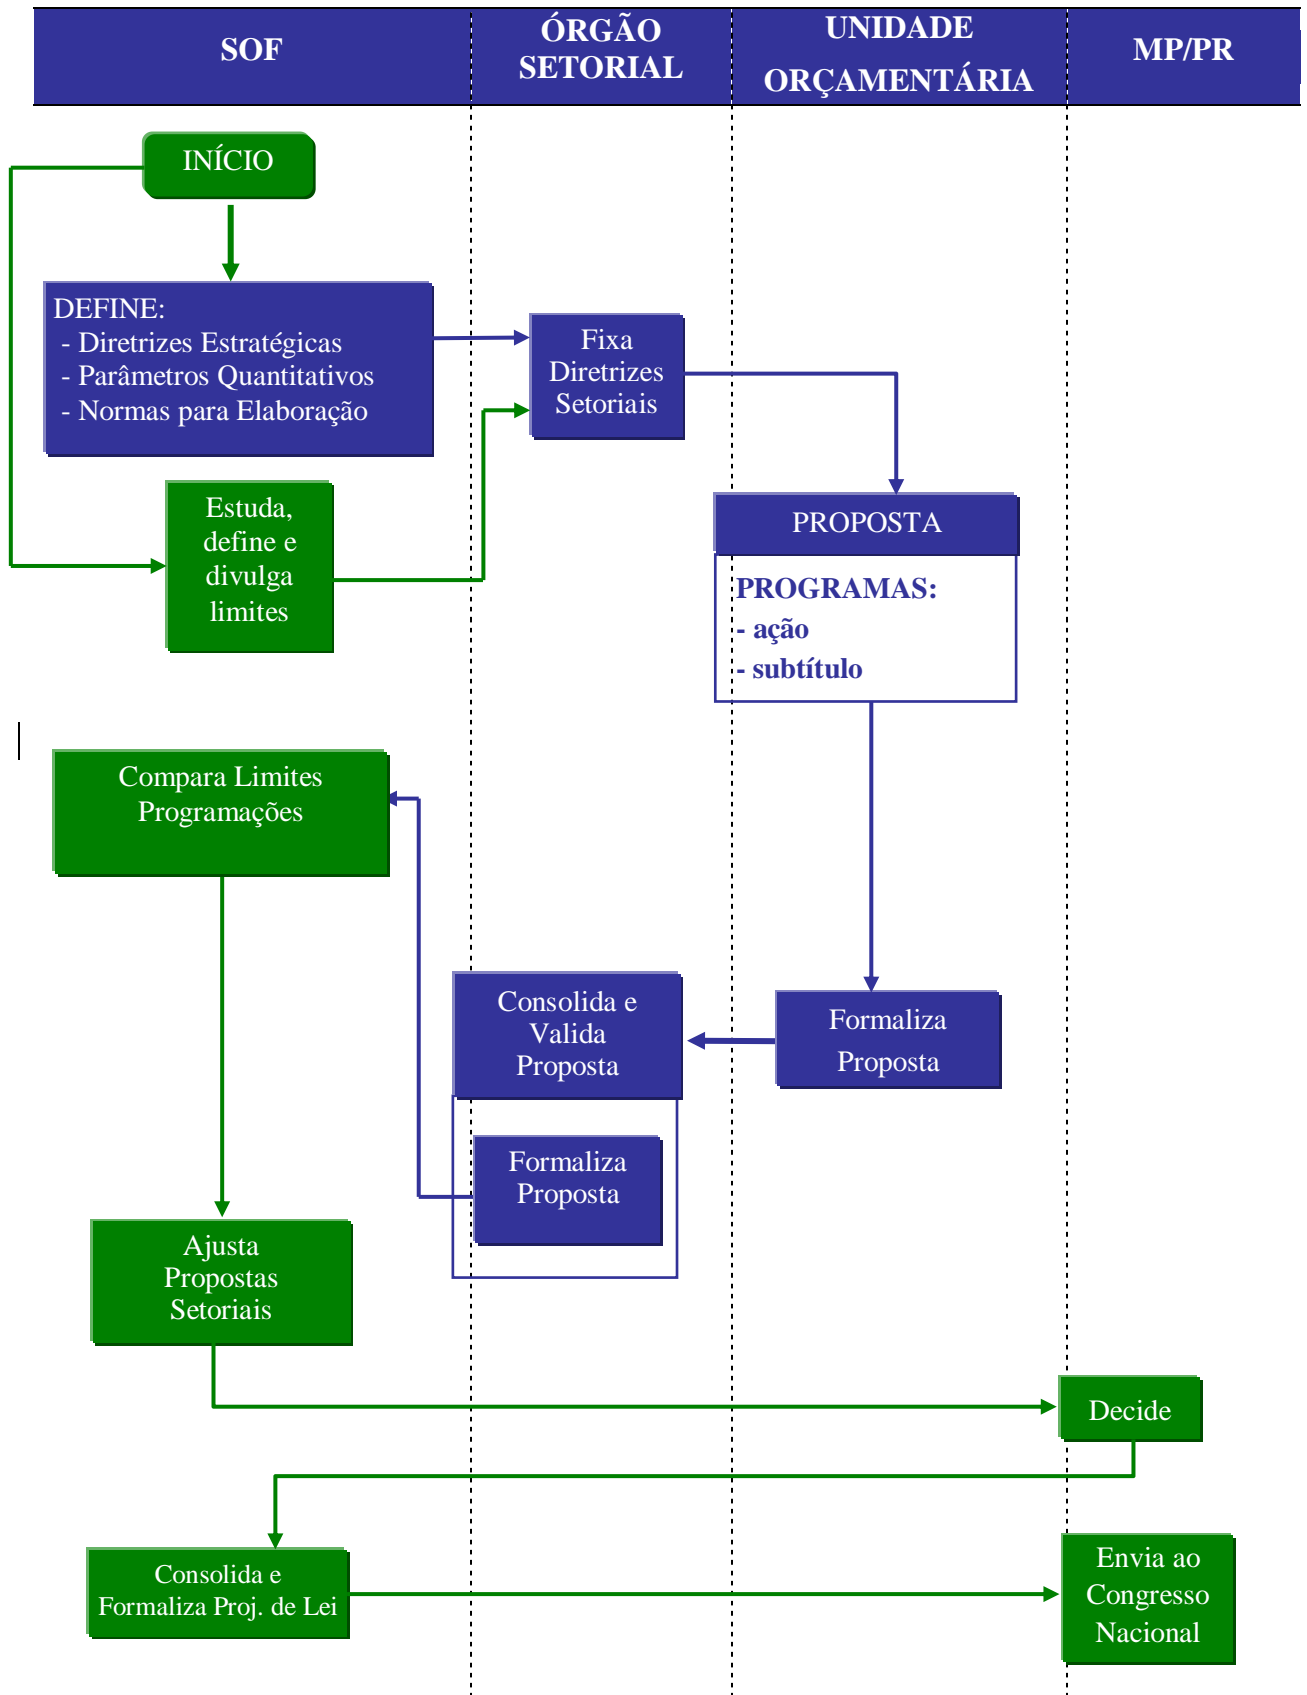 SOF
ÓRGÃO
SETORIAL
UNIDADE
ORÇAMENTÁRIA
MP/PR
INÍCIO
DEFINE:
- Diretrizes Estratégicas
- Parâmetros Quantitativos
- Normas para Elaboração
Fixa
Diretrizes
Setoriais
Estuda,
define e
divulga
limites
PROPOSTA
PROGRAMAS:
- ação
- subtítulo
Compara Limites
Programações
Consolida e
Valida
Proposta
Formaliza
Proposta
Formaliza
Proposta
Ajusta
Propostas
Setoriais
Decide
Consolida e
Formaliza Proj. de Lei
Envia ao
Congresso
Nacional